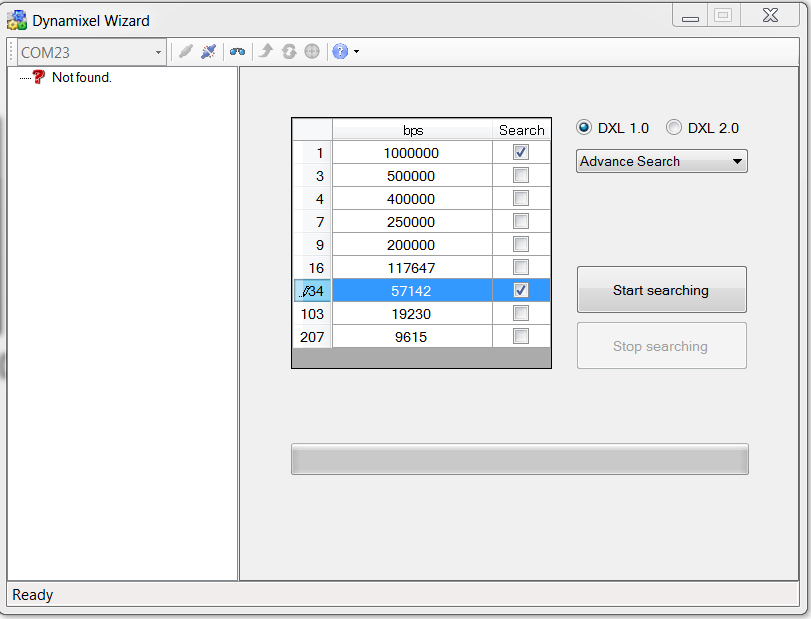 Dynamixel Wizard
COM23
Not found.
bps Search
1 1000000
3 500000
4 400000
7 250000
9 200000
16 117647
34 57142
103 19230
207 9615
DXL 1.0 DXL 2.0
Advance Search
Start searching
Stop searching
Ready